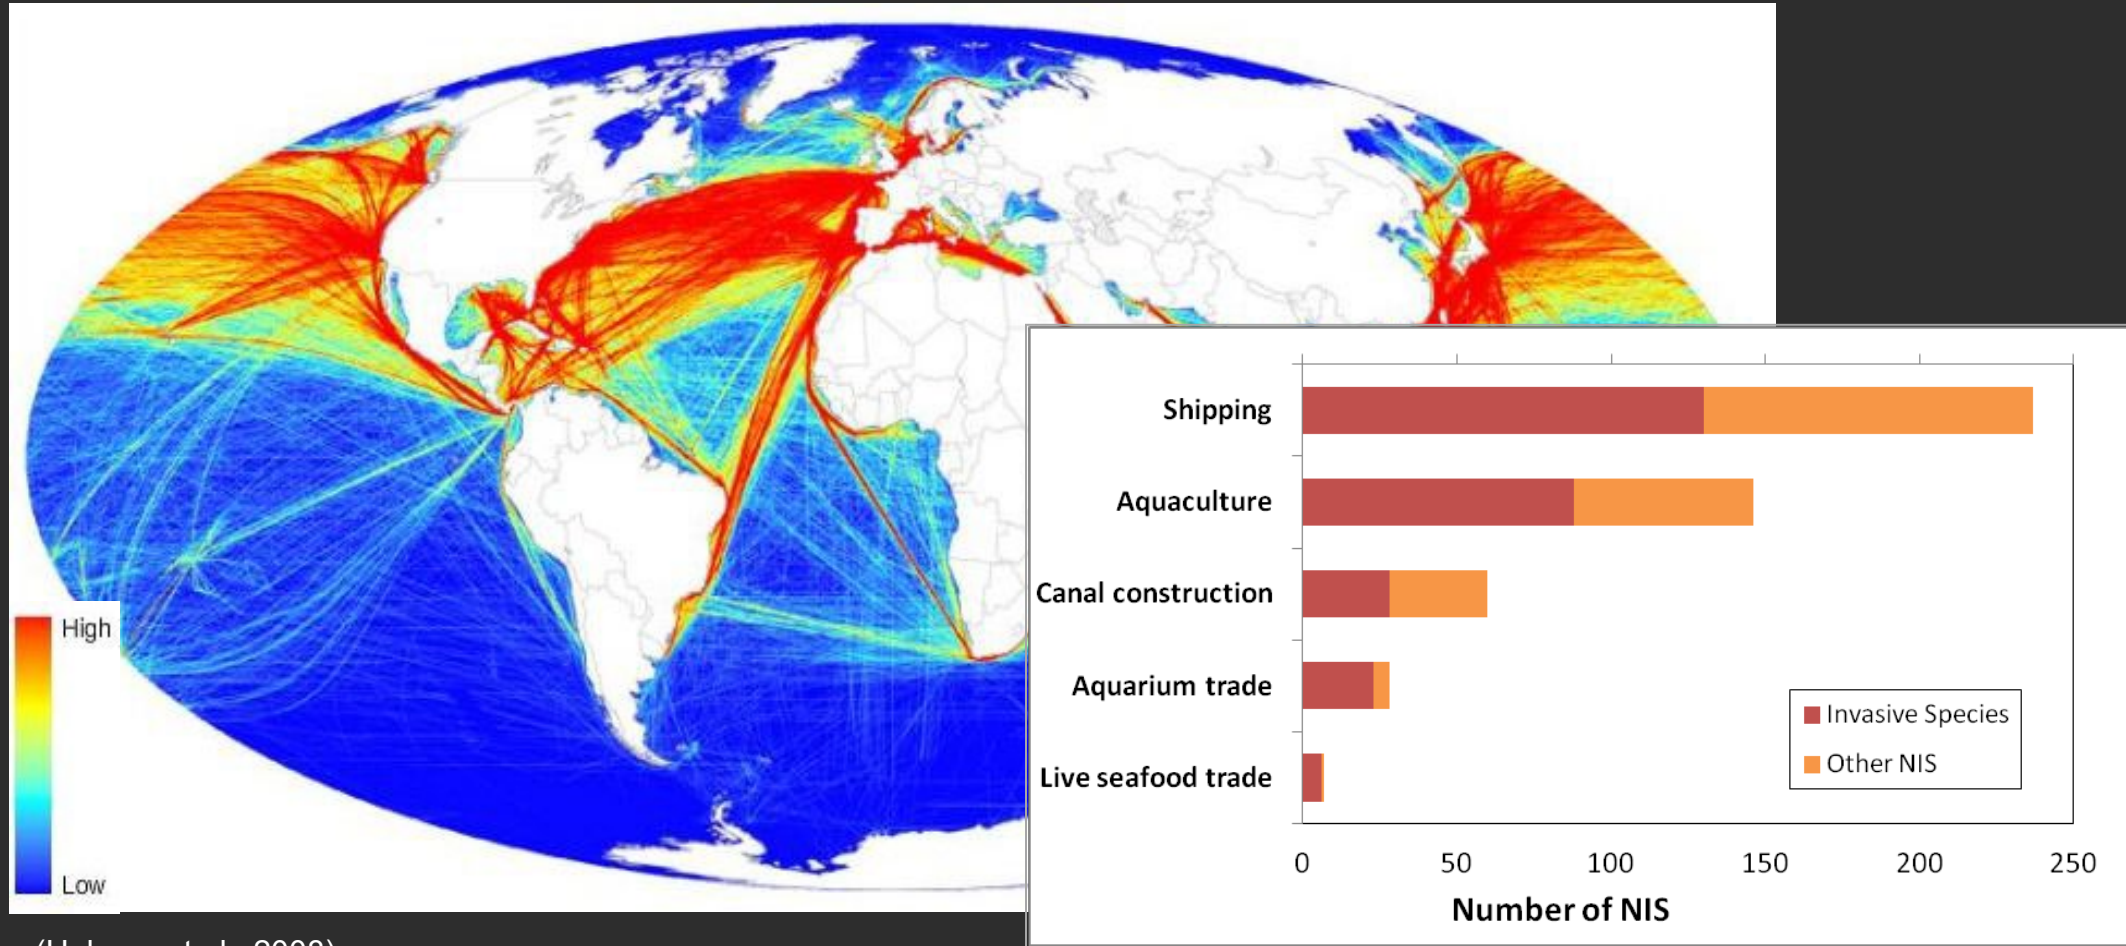 High
Low
Shipping
Aquaculture
Canal construction
Aquarium trade
Live seafood trade
Invasive Species
Other NIS
0 50 100 150 200 250
Number of NIS